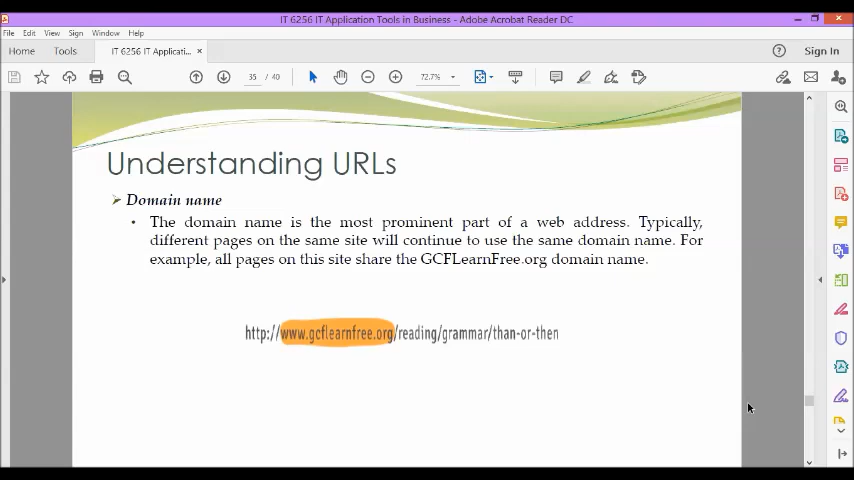 IT 6256 IT Application Tools in Business - Adobe Acrobat Reader DC
File Edit View Sign Window Help
Home Tools IT 6256 IT Applicati... × Sign In
35 / 40 72.7%
Understanding URLs
Domain name
• The domain name is the most prominent part of a web address. Typically,
different pages on the same site will continue to use the same domain name. For
example, all pages on this site share the GCFLearnFree.org domain name.
http://www.gcflearnfree.org/reading/grammar/than-or-then